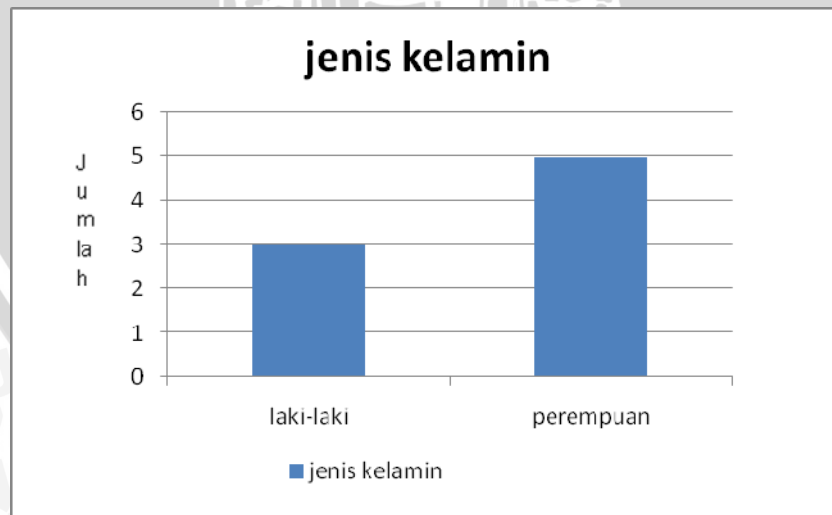 jenis kelamin
6
5
4
3
2
1
0
J
u
m
la
h
laki-laki perempuan
jenis kelamin